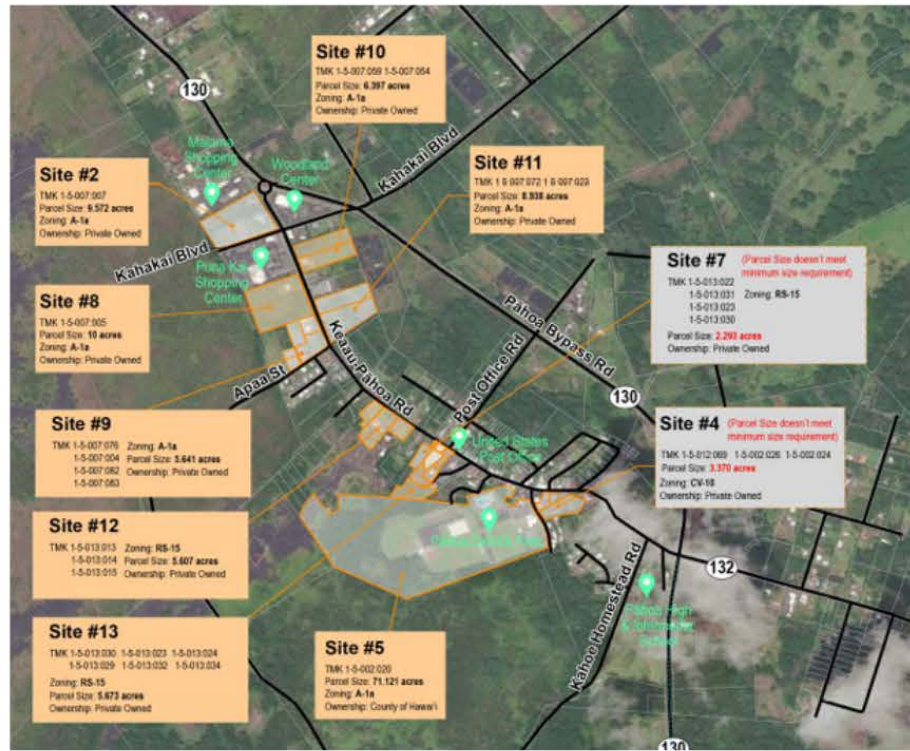 Site #10
TMK 1-5-007:059 1-5-007:054
Parcel Size: 6.397 acres
Zoning: A-1a
Ownership: Private Owned
130
Malama
Shopping
Center
Woodland
Center
Kahakai Blvd
Site #2
TMK 1-5-007:007
Parcel Size: 9.572 acres
Zoning: A-1a
Ownership: Private Owned
Site #11
Parcel Size: 8.938 acres
Zoning: A-1a
Ownership: Private Owned
Kahakai Blvd
Puna Kai
Shopping
Center
Site #7 (Parcel Size doesn't meet
minimum size requirement)
TMK 1-5-013:022
1-5-013:031 Zoning: RS-15
1-5-013:023
1-5-013:030
Parcel Size: 2.293 acres
Ownership: Private Owned
Site #8
TMK 1-5-007:005
Parcel Size: 10 acres
Zoning: A-1a
Ownership: Private Owned
Keaau-Pahoa Rd
Pahoa Bypass Rd
Post Office Rd
Apaa St
130
Site #9
TMK 1-5-007:076 Zoning: A-1a
1-5-007:004 Parcel Size: 5.641 acres
1-5-007:082 Ownership: Private Owned
1-5-007:083
United States
Post Office
Site #4 (Parcel Size doesn't meet
minimum size requirement)
TMK 1-5-012:069 1-5-002:026 1-5-002:024
Parcel Size: 3.370 acres
Zoning: CV-10
Ownership: Private Owned
Site #12
TMK 1-5-013:013 Zoning: RS-15
1-5-013:014 Parcel Size: 5.607 acres
1-5-013:015 Ownership: Private Owned
132
Kahoe Homestead Rd
Pahoa High
& Intermediate
School
Site #13
TMK 1-5-013:030 1-5-013:023 1-5-013:024
1-5-013:029 1-5-013:032 1-5-013:034
Zoning: RS-15
Parcel Size: 5.673 acres
Ownership: Private Owned
Site #5
TMK 1-5-002:020
Parcel Size: 71.121 acres
Zoning: A-1a
Ownership: County of Hawai'i
130